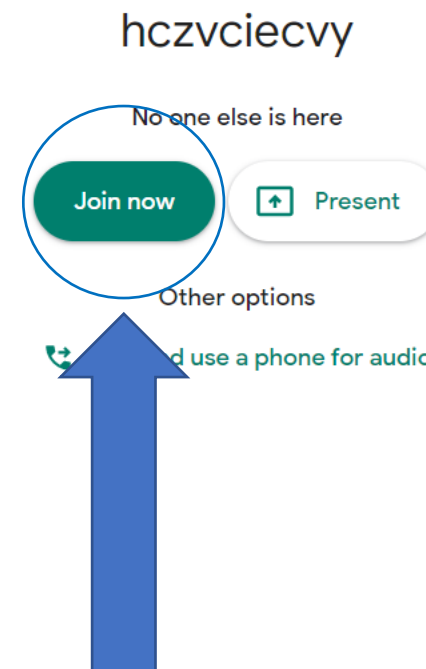 hczvciecvy
No one else is here
Join now
Present
Other options
use a phone for audio